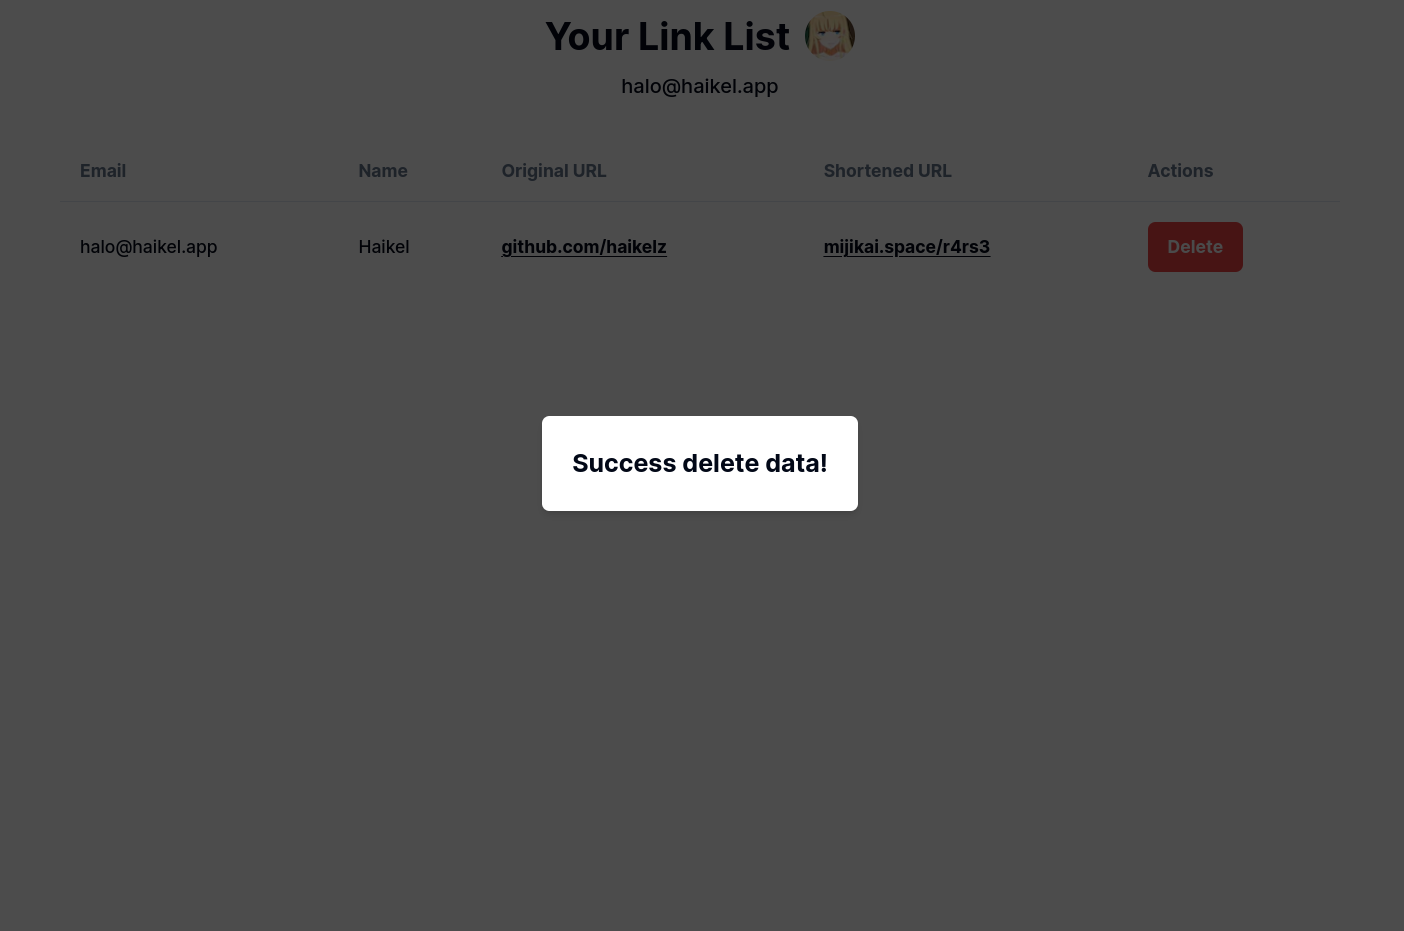 Your Link List
halo@haikel.app
Email Name Original URL Shortened URL Actions
halo@haikel.app Haikel github.com/haikelz mijikai.space/r4rs3 Delete
Success delete data!